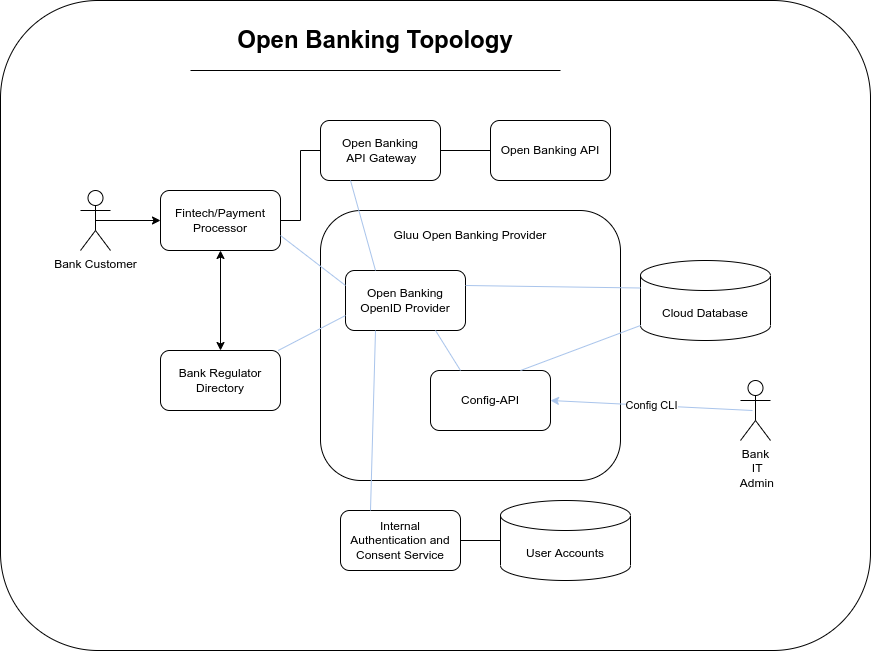 Open Banking Topology
Open Banking
API Gateway
Open Banking API
Fintech/Payment
Processor
Bank Customer
Gluu Open Banking Provider
Open Banking
OpenID Provider
Cloud Database
Bank Regulator
Directory
Config-API
Config CLI
Bank
IT
Admin
Internal
Authentication and
Consent Service
User Accounts